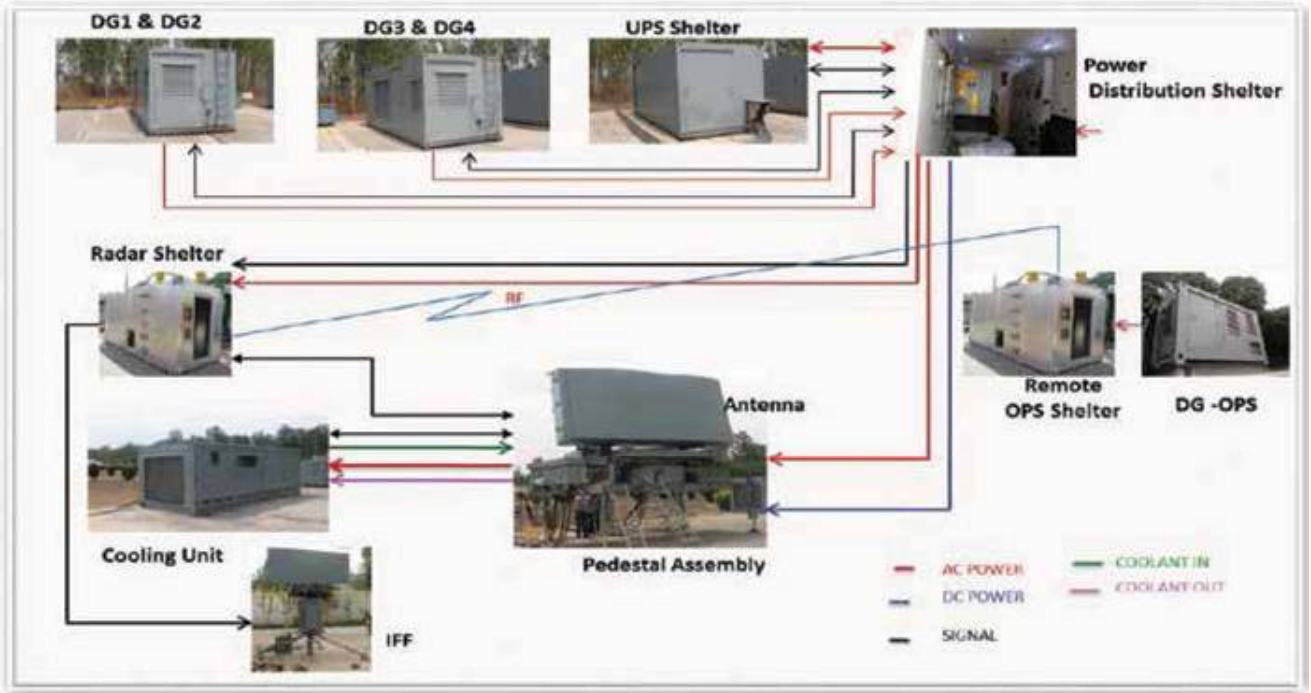 DG1 & DG2
DG3 & DG4
UPS Shelter
Power
Distribution Shelter
Radar Shelter
RF
Antenna
Remote
OPS Shelter
DG -OPS
Cooling Unit
Pedestal Assembly
IFF
AC POWER
DC POWER
SIGNAL
COOLANT IN
COOLANT OUT